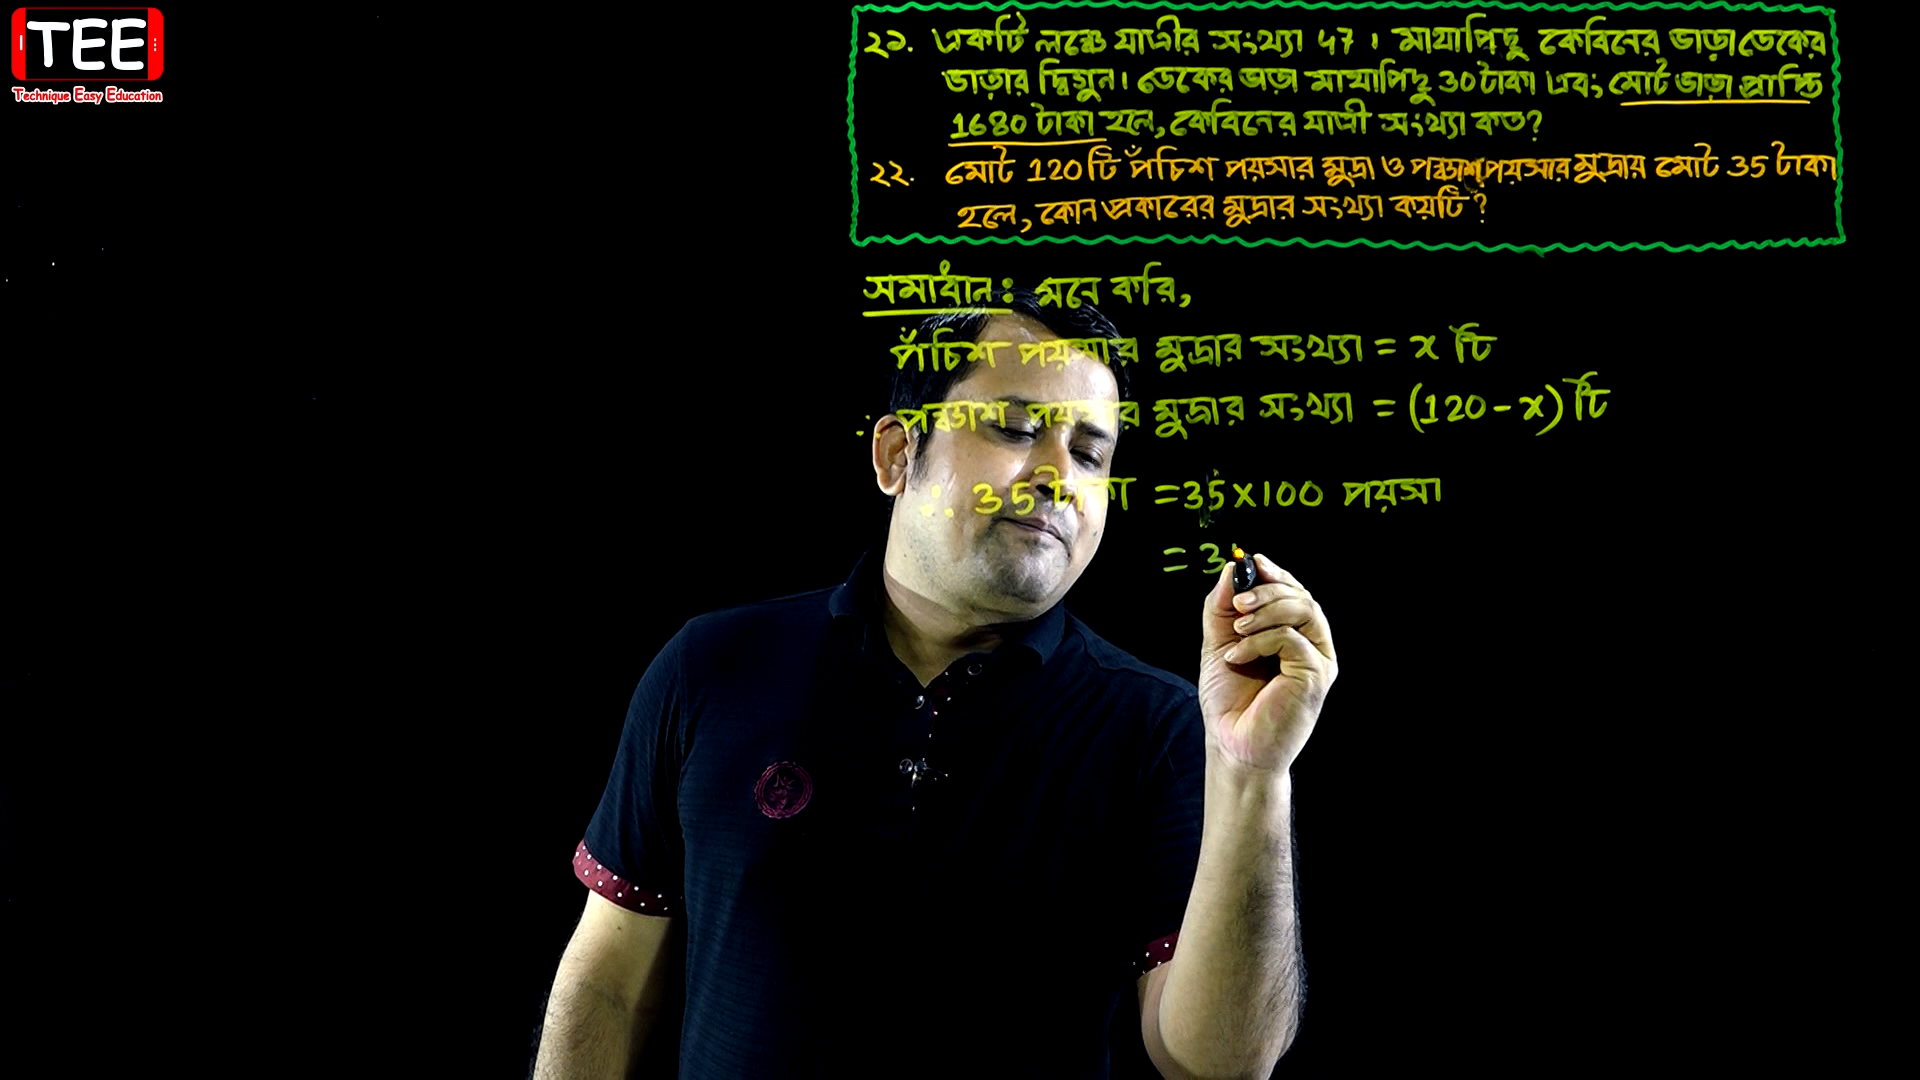 TEE
Technique Easy Education
২১. একটি লঞ্চে যাত্রীর সংখ্যা 47। মাথাপিছু কেবিনের ভাড়া ডেকের
ভাড়ার দ্বিগুন। ডেকের ভাড়া মাথাপিছু 30 টাকা এবং মোট ভাড়া প্রাপ্তি
1680 টাকা হলে, কেবিনের যাত্রী সংখ্যা কত?
২২. মোট 120 টি পঁচিশ পয়সার মুদ্রা ও পঞ্চাশ পয়সার মুদ্রায় মোট 35 টাকা
হলে, কোন প্রকারের মুদ্রার সংখ্যা কয়টি?
সমাধান: মনে করি,
পঁচিশ পয়সার মুদ্রার সংখ্যা = x টি
∴ পঞ্চাশ পয়সার মুদ্রার সংখ্যা = (120-x) টি
∴ 35 টাকা = 35×100 পয়সা
= 3